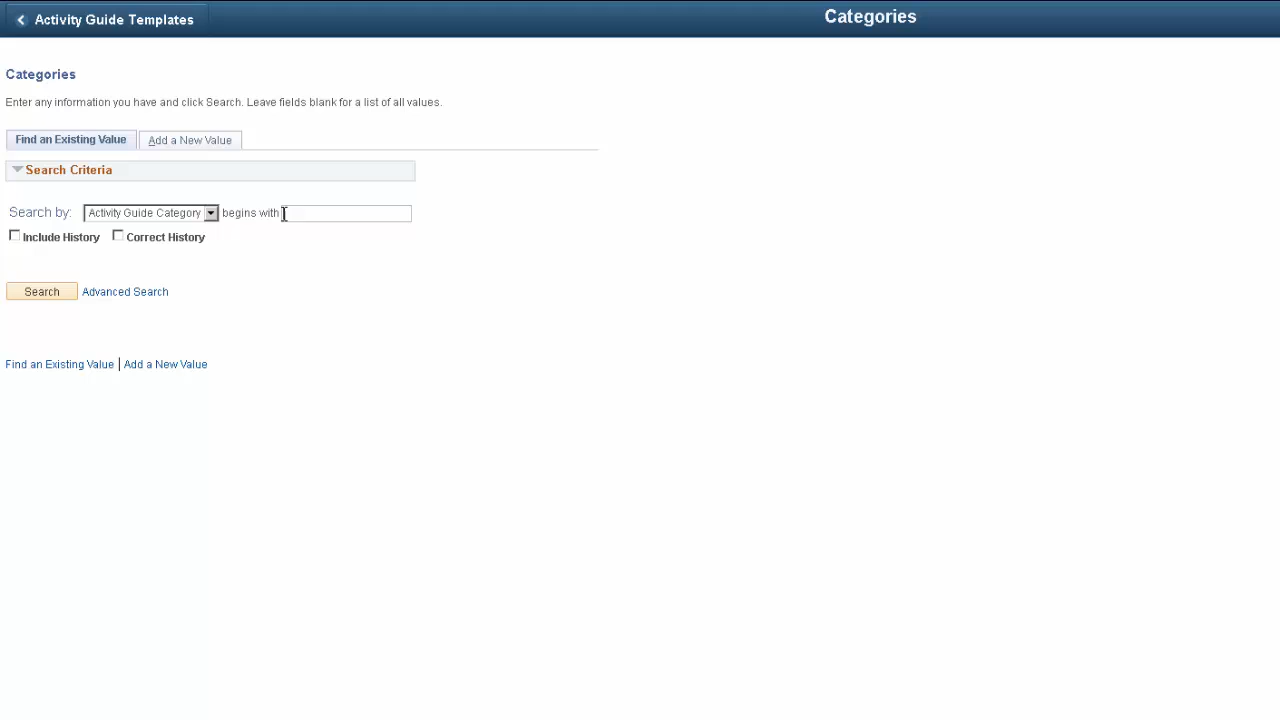 Activity Guide Templates
Categories
Categories
Enter any information you have and click Search. Leave fields blank for a list of all values.
Find an Existing Value
Add a New Value
Search Criteria
Search by: Activity Guide Category begins with
Include History Correct History
Search Advanced Search
Find an Existing Value | Add a New Value